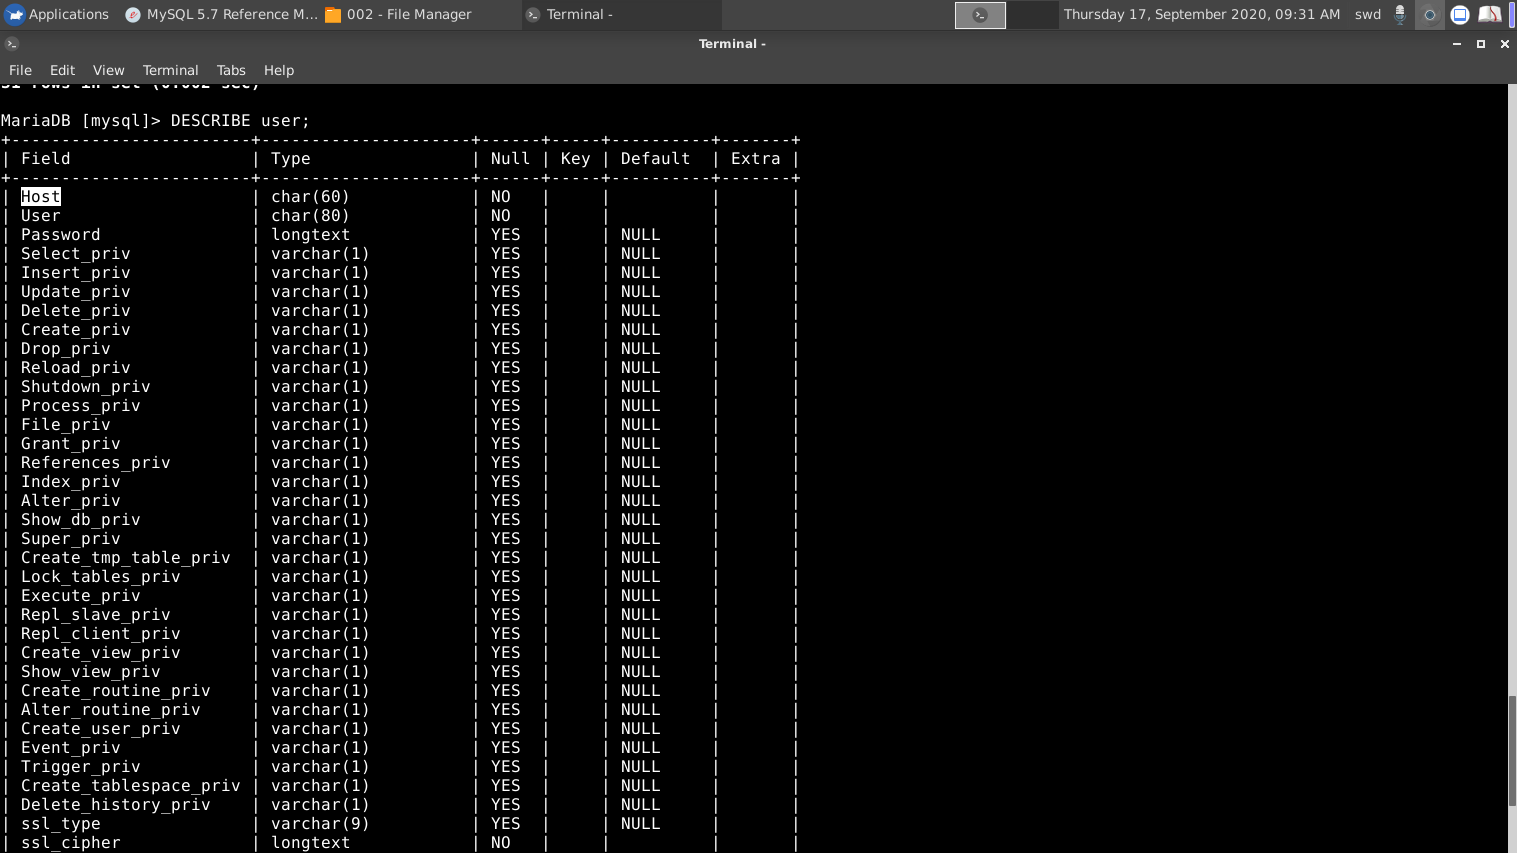 Applications MySQL 5.7 Reference M... 002 - File Manager Terminal - Thursday 17, September 2020, 09:31 AM swd
Terminal -
File Edit View Terminal Tabs Help
31 rows in set (0.002 sec)
MariaDB [mysql]> DESCRIBE user;
+------------------------+---------------------+------+-----+----------+-------+
| Field                  | Type                | Null | Key | Default  | Extra |
+------------------------+---------------------+------+-----+----------+-------+
| Host                   | char(60)            | NO   |     |          |       |
| User                   | char(80)            | NO   |     |          |       |
| Password               | longtext            | YES  |     | NULL     |       |
| Select_priv            | varchar(1)          | YES  |     | NULL     |       |
| Insert_priv            | varchar(1)          | YES  |     | NULL     |       |
| Update_priv            | varchar(1)          | YES  |     | NULL     |       |
| Delete_priv            | varchar(1)          | YES  |     | NULL     |       |
| Create_priv            | varchar(1)          | YES  |     | NULL     |       |
| Drop_priv              | varchar(1)          | YES  |     | NULL     |       |
| Reload_priv            | varchar(1)          | YES  |     | NULL     |       |
| Shutdown_priv          | varchar(1)          | YES  |     | NULL     |       |
| Process_priv           | varchar(1)          | YES  |     | NULL     |       |
| File_priv              | varchar(1)          | YES  |     | NULL     |       |
| Grant_priv             | varchar(1)          | YES  |     | NULL     |       |
| References_priv        | varchar(1)          | YES  |     | NULL     |       |
| Index_priv             | varchar(1)          | YES  |     | NULL     |       |
| Alter_priv             | varchar(1)          | YES  |     | NULL     |       |
| Show_db_priv           | varchar(1)          | YES  |     | NULL     |       |
| Super_priv             | varchar(1)          | YES  |     | NULL     |       |
| Create_tmp_table_priv  | varchar(1)          | YES  |     | NULL     |       |
| Lock_tables_priv       | varchar(1)          | YES  |     | NULL     |       |
| Execute_priv           | varchar(1)          | YES  |     | NULL     |       |
| Repl_slave_priv        | varchar(1)          | YES  |     | NULL     |       |
| Repl_client_priv       | varchar(1)          | YES  |     | NULL     |       |
| Create_view_priv       | varchar(1)          | YES  |     | NULL     |       |
| Show_view_priv         | varchar(1)          | YES  |     | NULL     |       |
| Create_routine_priv    | varchar(1)          | YES  |     | NULL     |       |
| Alter_routine_priv     | varchar(1)          | YES  |     | NULL     |       |
| Create_user_priv       | varchar(1)          | YES  |     | NULL     |       |
| Event_priv             | varchar(1)          | YES  |     | NULL     |       |
| Trigger_priv           | varchar(1)          | YES  |     | NULL     |       |
| Create_tablespace_priv | varchar(1)          | YES  |     | NULL     |       |
| Delete_history_priv    | varchar(1)          | YES  |     | NULL     |       |
| ssl_type               | varchar(9)          | YES  |     | NULL     |       |
| ssl_cipher             | longtext            | NO   |     |          |       |